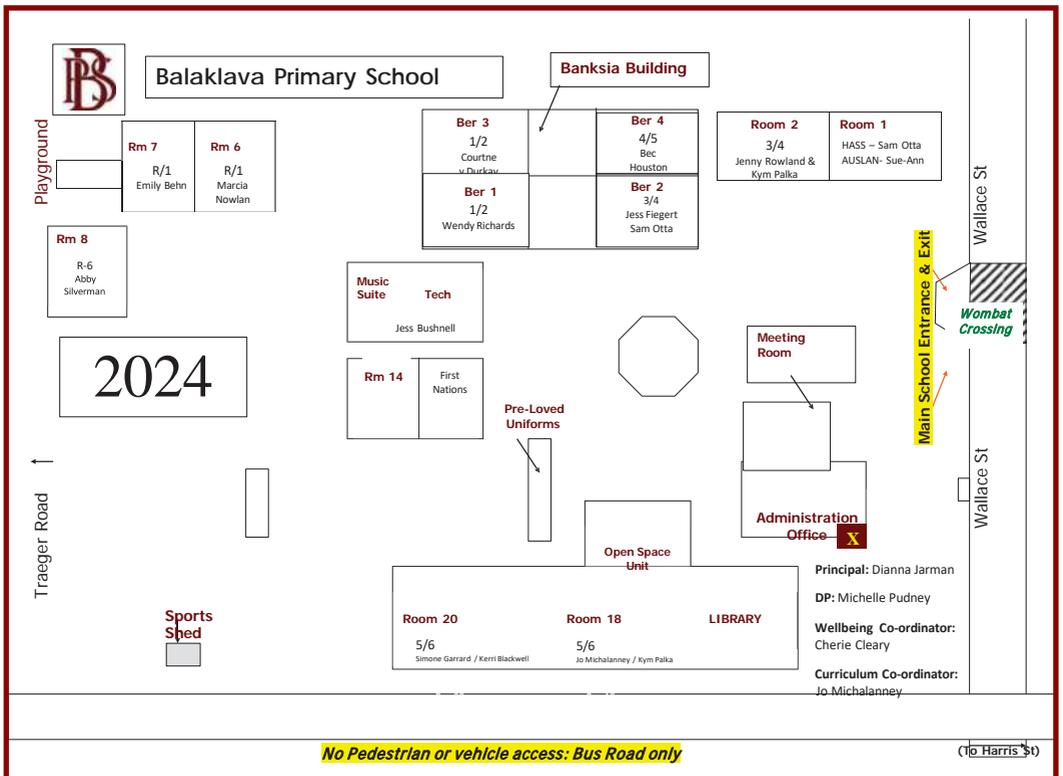 BPS
Balaklava Primary School
Banksia Building
Playground
Rm 7
R/1
Emily Behn
Rm 6
R/1
Marcia
Nowlan
Ber 3
1/2
Courtne
y Durkay
Ber 4
4/5
Bec
Houston
Room 2
3/4
Jenny Rowland &
Kym Palka
Room 1
HASS – Sam Otta
AUSLAN- Sue-Ann
Ber 1
1/2
Wendy Richards
Ber 2
3/4
Jess Fiegert
Sam Otta
Wallace St
Rm 8
R-6
Abby
Silverman
Music
Suite
Tech
Jess Bushnell
Main School Entrance & Exit
Wombat
Crossing
2024
Meeting
Room
Rm 14
First
Nations
Pre-Loved
Uniforms
Wallace St
Traeger Road
Administration
Office
X
Open Space
Unit
Principal: Dianna Jarman
DP: Michelle Pudney
Wellbeing Co-ordinator:
Cherie Cleary
Curriculum Co-ordinator:
Jo Michalanney
Sports
Shed
Room 20
5/6
Simone Garrard / Kerri Blackwell
Room 18
5/6
Jo Michalanney / Kym Palka
LIBRARY
No Pedestrian or vehicle access: Bus Road only
(To Harris St)